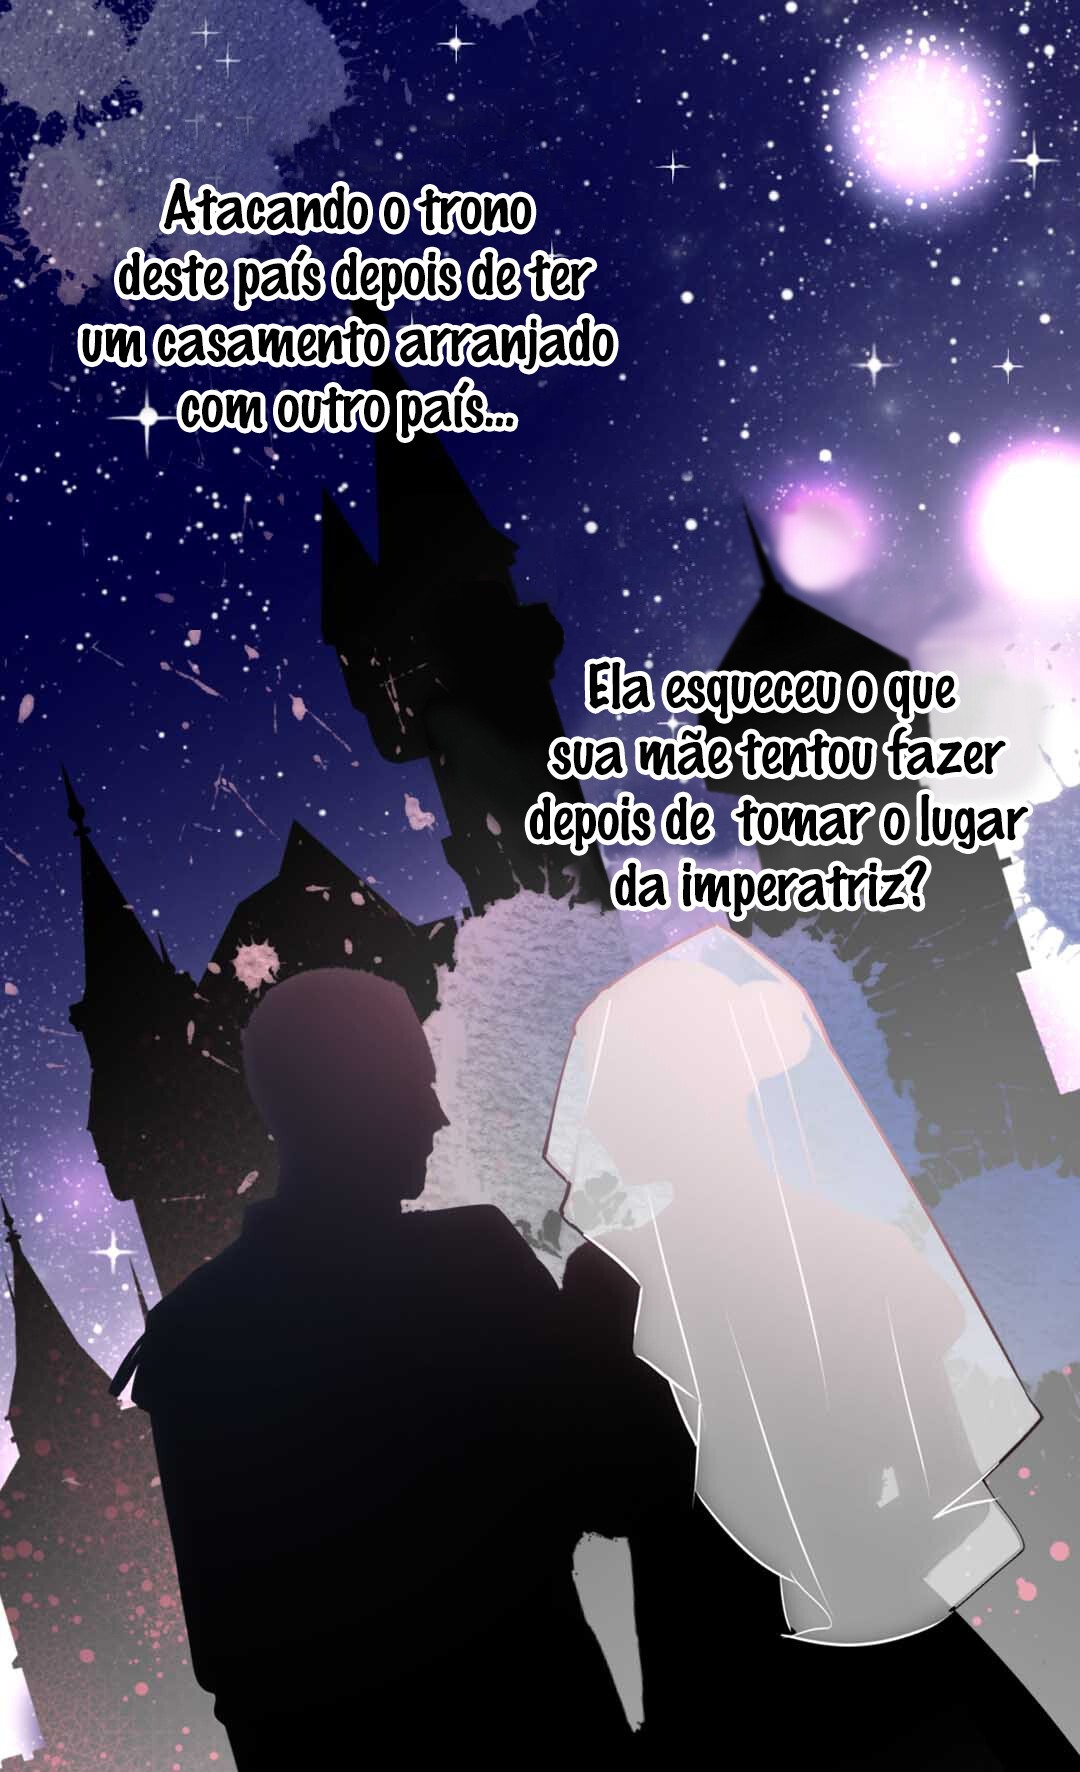 Atacando o trono
deste país depois de ter
um casamento arranjado
com outro país...
Ela esqueceu o que
sua mãe tentou fazer
depois de tomar o lugar
da imperatriz?